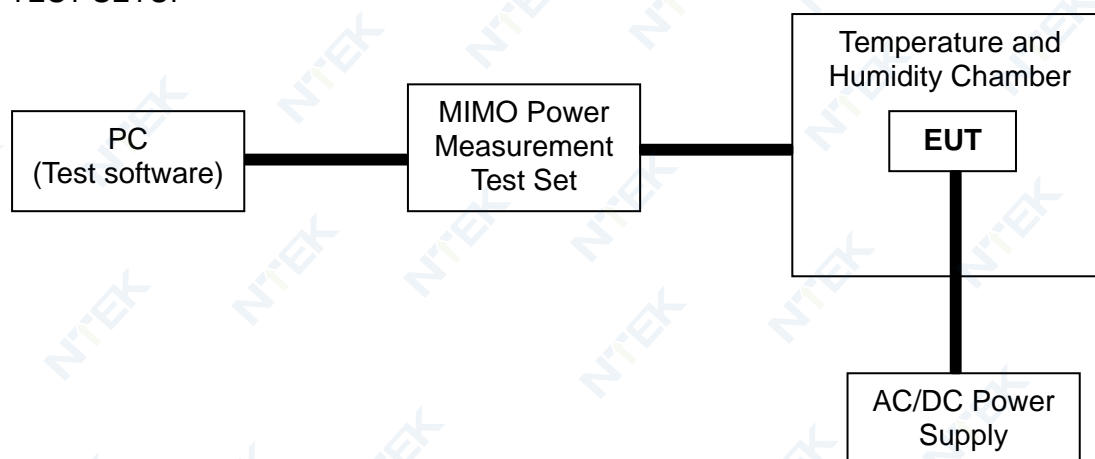 TEST SETUP
PC
(Test software)
MIMO Power
Measurement
Test Set
Temperature and
Humidity Chamber
EUT
AC/DC Power
Supply
NTEK